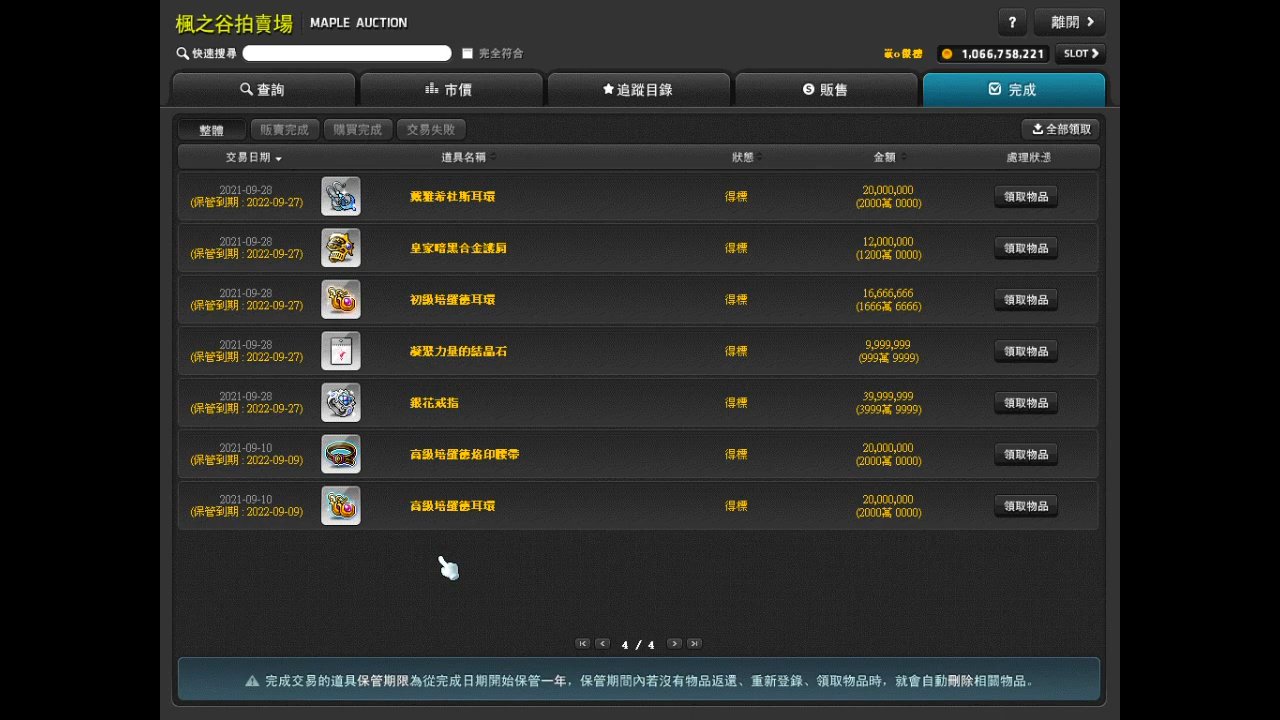 楓之谷拍賣場 MAPLE AUCTION
? 離開
快速搜尋 完全符合
1,066,758,221 SLOT
查詢 市價 追蹤目錄 販售 完成
整體 販賣完成 購買完成 交易失敗 全部領取
交易日期 道具名稱 狀態 金額 處理狀態
2021-09-28
(保管到期 : 2022-09-27)
戴雅希杜斯耳環 得標
20,000,000
(2000萬 0000)
領取物品
2021-09-28
(保管到期 : 2022-09-27)
皇家暗黑合金護肩 得標
12,000,000
(1200萬 0000)
領取物品
2021-09-28
(保管到期 : 2022-09-27)
初級培羅德耳環 得標
16,666,666
(1666萬 6666)
領取物品
2021-09-28
(保管到期 : 2022-09-27)
凝聚力量的結晶石 得標
9,999,999
(999萬 9999)
領取物品
2021-09-28
(保管到期 : 2022-09-27)
銀花戒指 得標
39,999,999
(3999萬 9999)
領取物品
2021-09-10
(保管到期 : 2022-09-09)
高級培羅德烙印腰帶 得標
20,000,000
(2000萬 0000)
領取物品
2021-09-10
(保管到期 : 2022-09-09)
高級培羅德耳環 得標
20,000,000
(2000萬 0000)
領取物品
4 / 4
完成交易的道具保管期限為從完成日期開始保管一年，保管期間內若沒有物品返還、重新登錄、領取物品時，就會自動刪除相關物品。